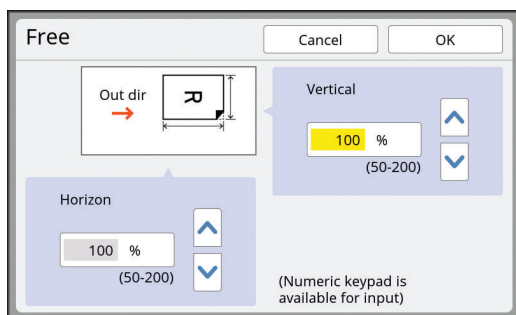 Free
Cancel
OK
Out dir
R
Vertical
100 %
(50-200)
Horizon
100 %
(50-200)
(Numeric keypad is
available for input)